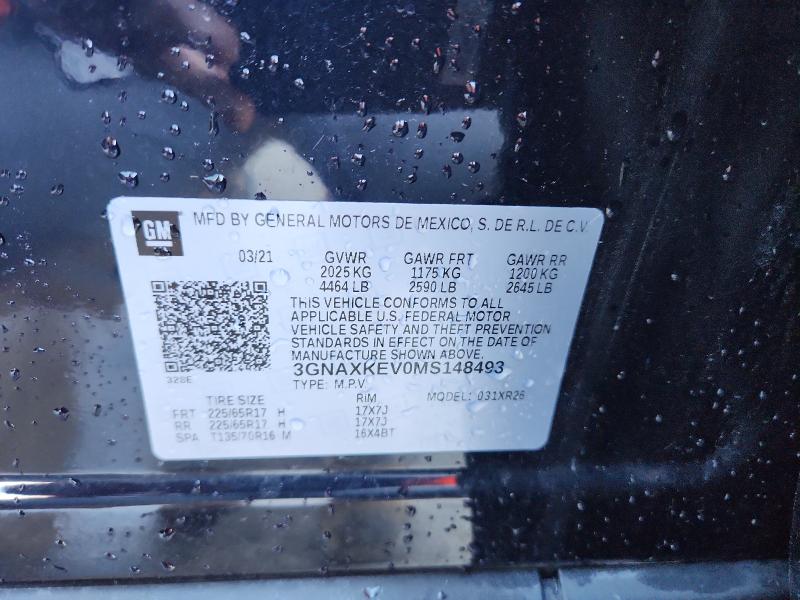 GM
MFD BY GENERAL MOTORS DE MEXICO, S. DE R.L. DE C.V.
03/21 GVWR GAWR FRT GAWR RR
2025 KG 1175 KG 1200 KG
4464 LB 2590 LB 2645 LB
THIS VEHICLE CONFORMS TO ALL
APPLICABLE U.S. FEDERAL MOTOR
VEHICLE SAFETY AND THEFT PREVENTION
STANDARDS IN EFFECT ON THE DATE OF
MANUFACTURE SHOWN ABOVE.
328E 3GNAXKEV0MS148493
TYPE: M.P.V. MODEL: 031XR26
TIRE SIZE RIM
FRT 225/65R17 H 17X7J
RR 225/65R17 H 17X7J
SPA T135/70R16 M 16X4BT